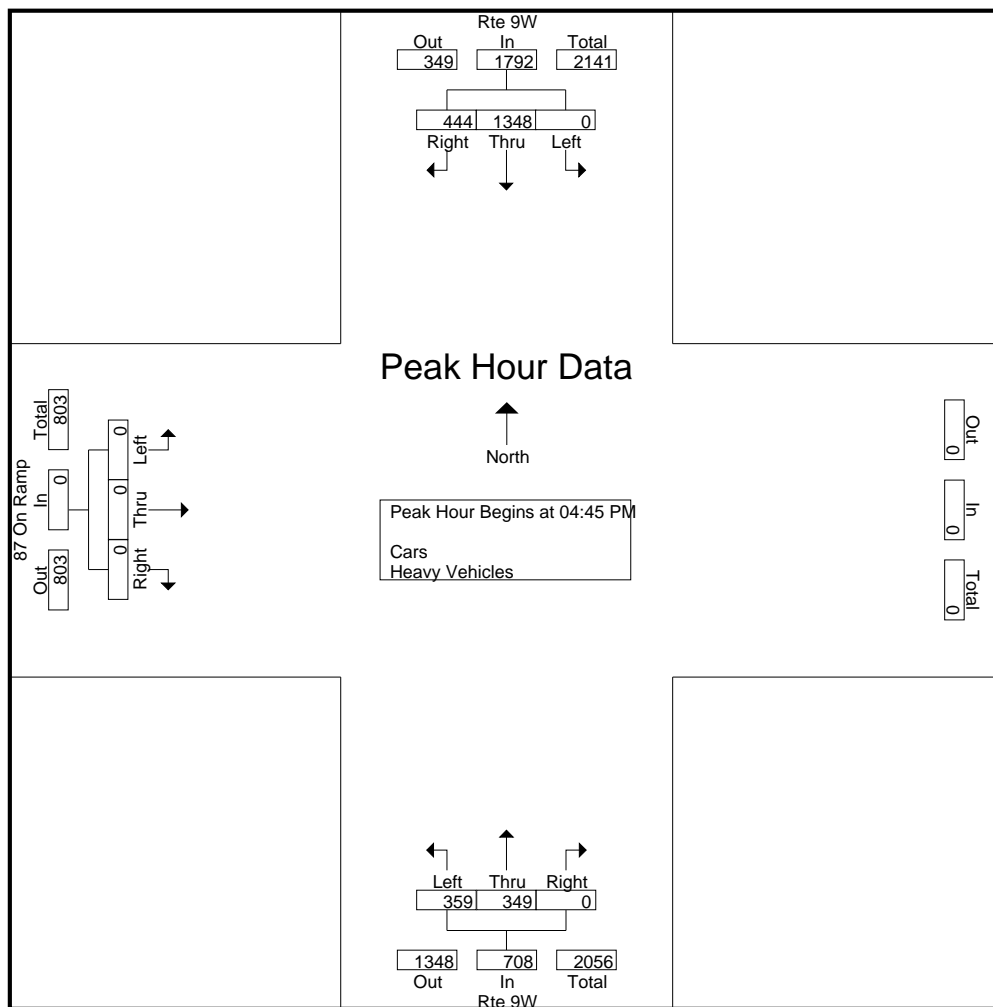 Rte 9W
Out In Total
349 1792 2141
444 1348 0
Right Thru Left
Peak Hour Data
North
Peak Hour Begins at 04:45 PM
Cars
Heavy Vehicles
87 On Ramp
Out In Total
803 0 803
Right Thru Left
0 0 0
Out In Total
0 0 0
Left Thru Right
359 349 0
1348 708 2056
Out In Total
Rte 9W